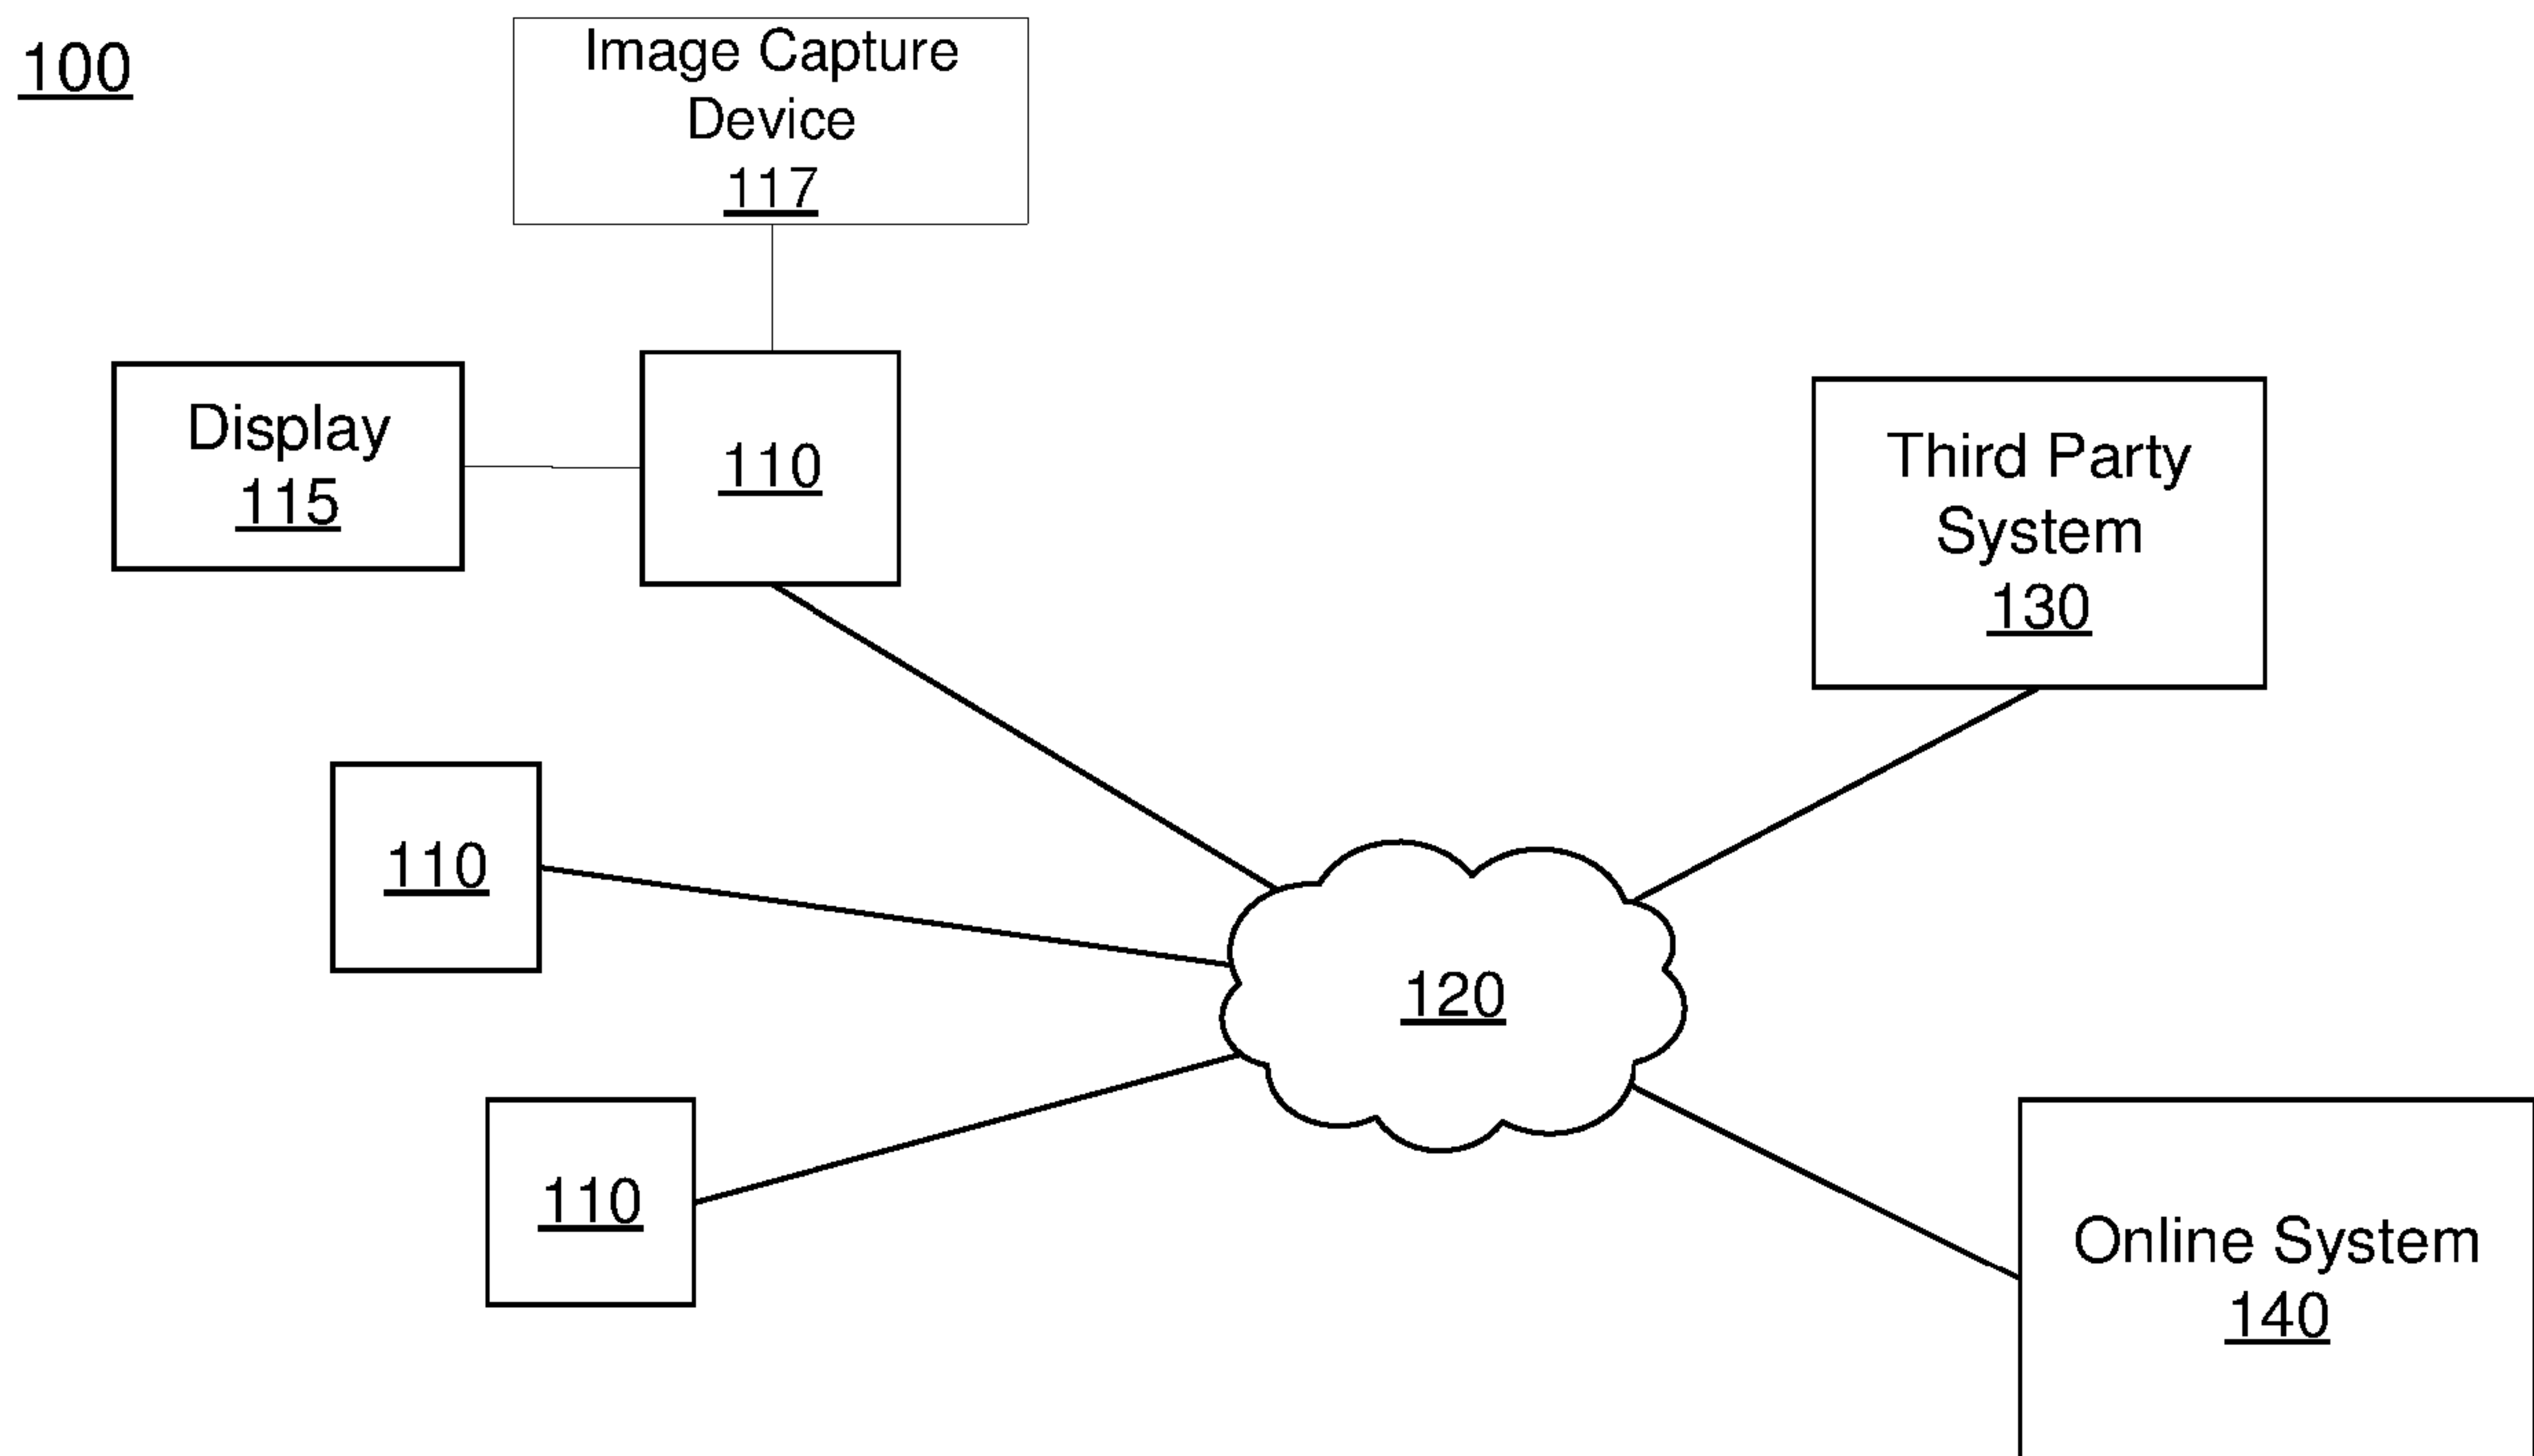 100
Image Capture
Device
117
Display
115
110
Third Party
System
130
110
120
110
Online System
140